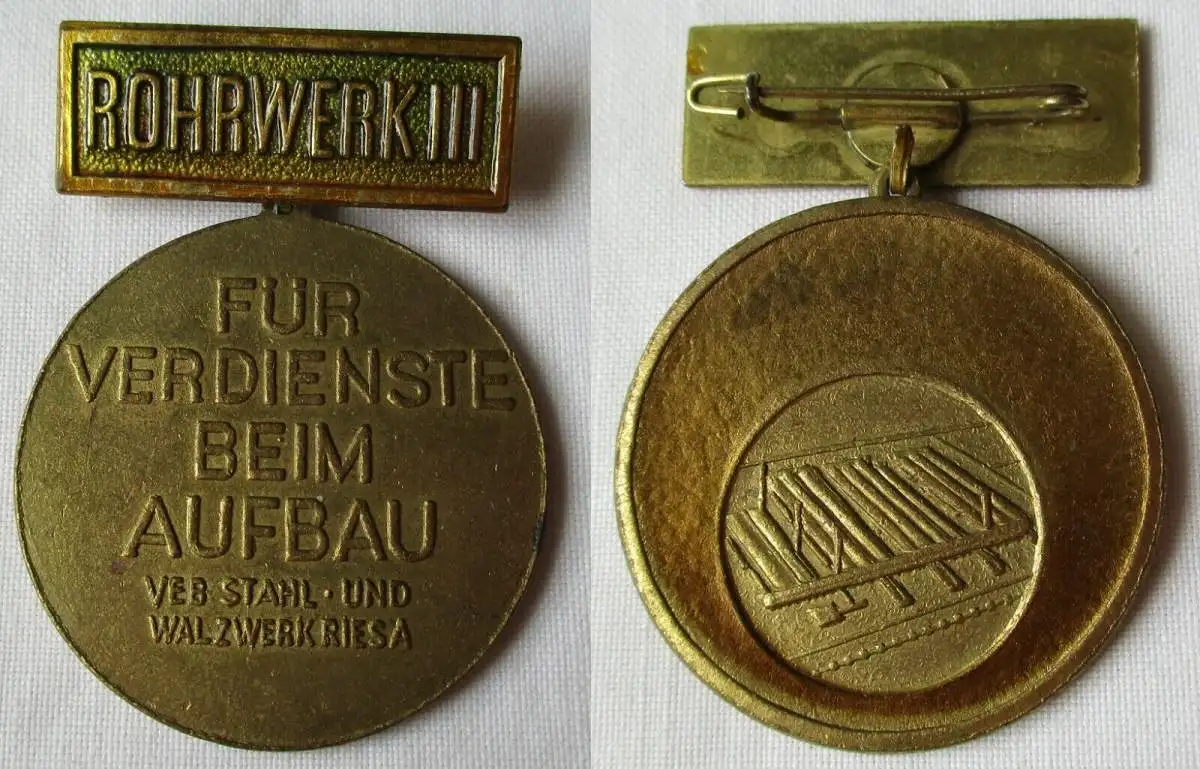 ROHRWERK III
FÜR
VERDIENSTE
BEIM
AUFBAU
VEB STAHL · UND
WALZWERK RIESA